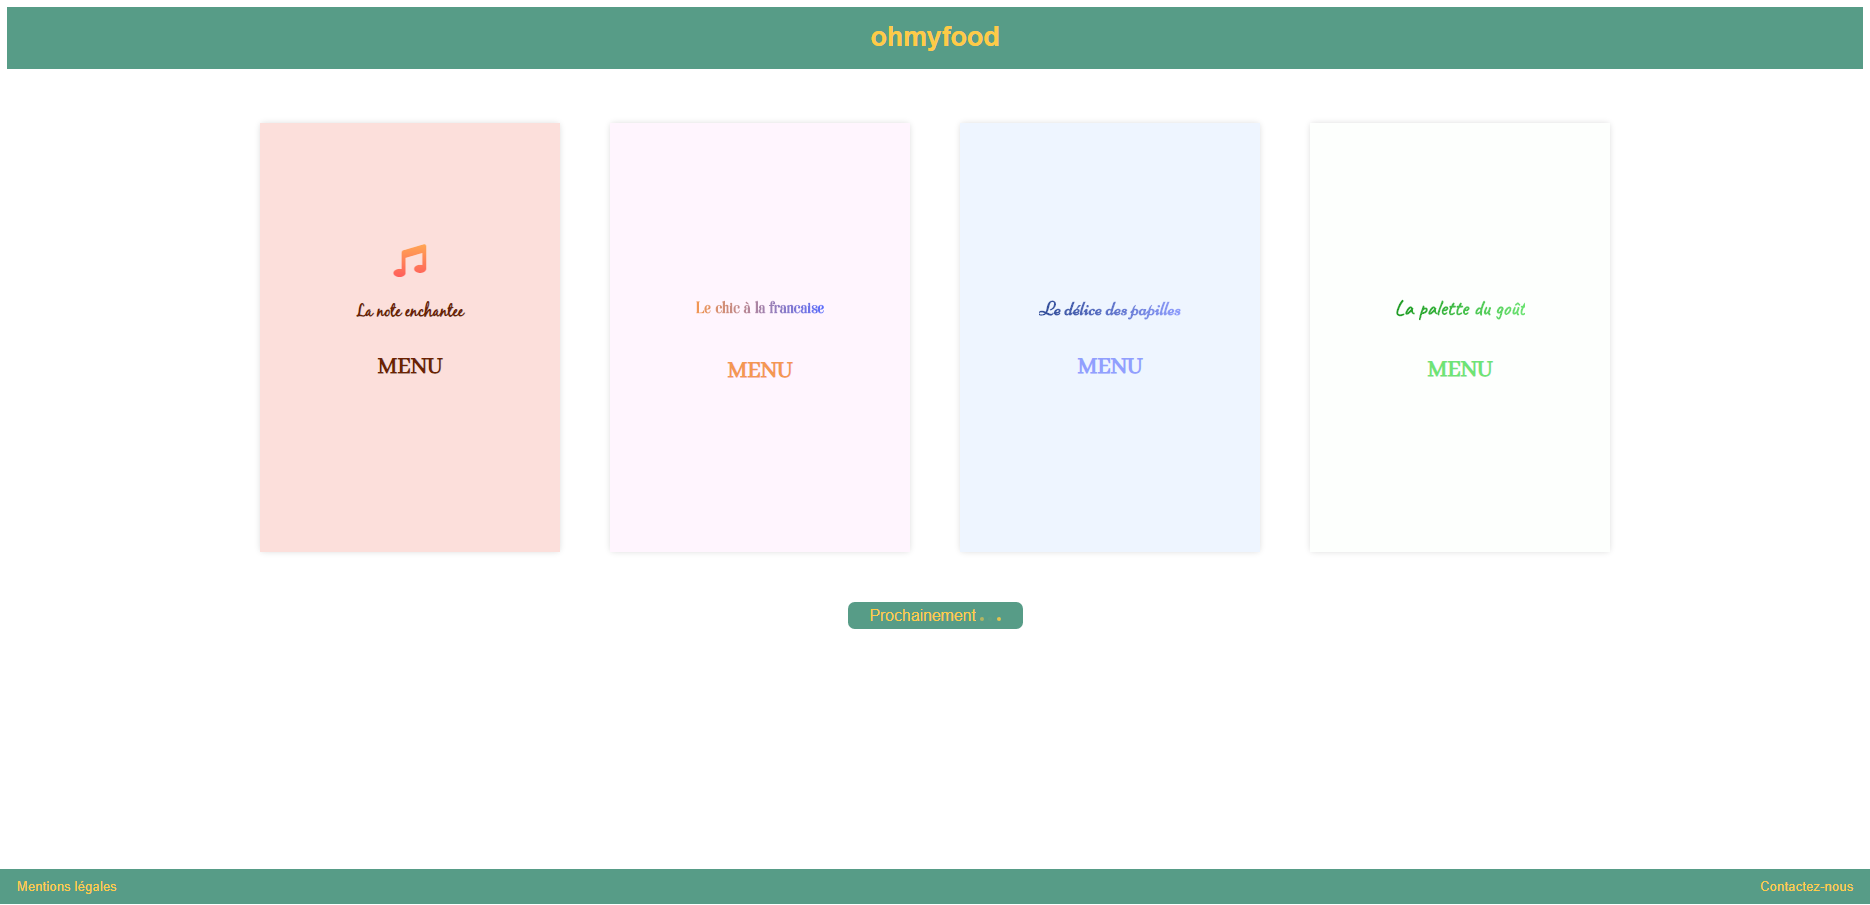 ohmyfood
La note enchantee
MENU
Le chic à la francaise
MENU
Le délice des papilles
MENU
La palette du goût
MENU
Prochainement . .
Mentions légales
Contactez-nous